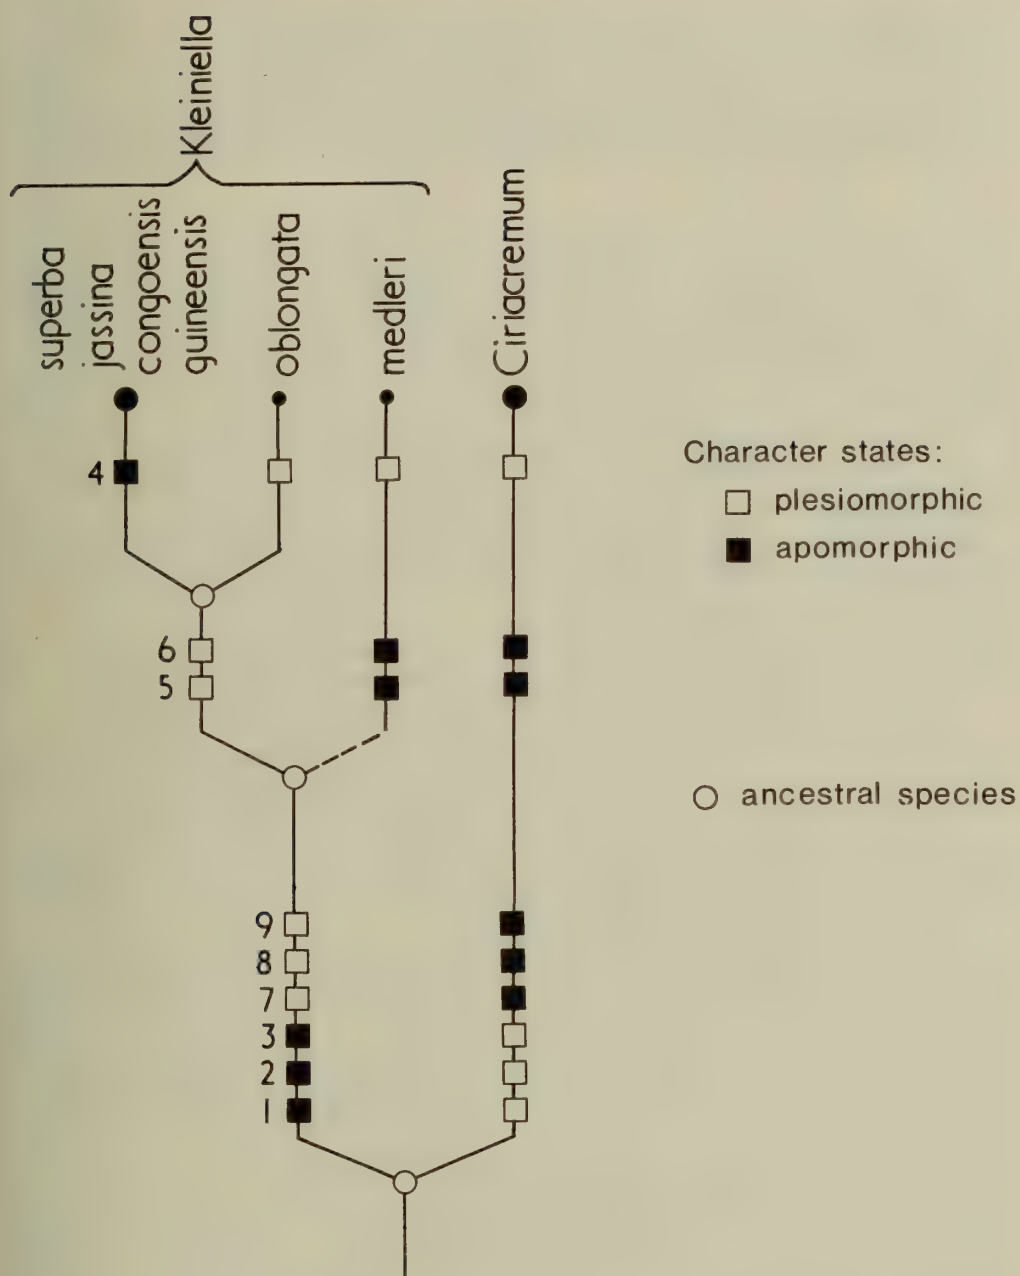 Kleiniella
superba
jassina
congoensis
guineensis
oblongata
medleri
Ciriacremum
4
6
5
9
8
7
3
2
1
Character states:
plesiomorphic
apomorphic
ancestral species